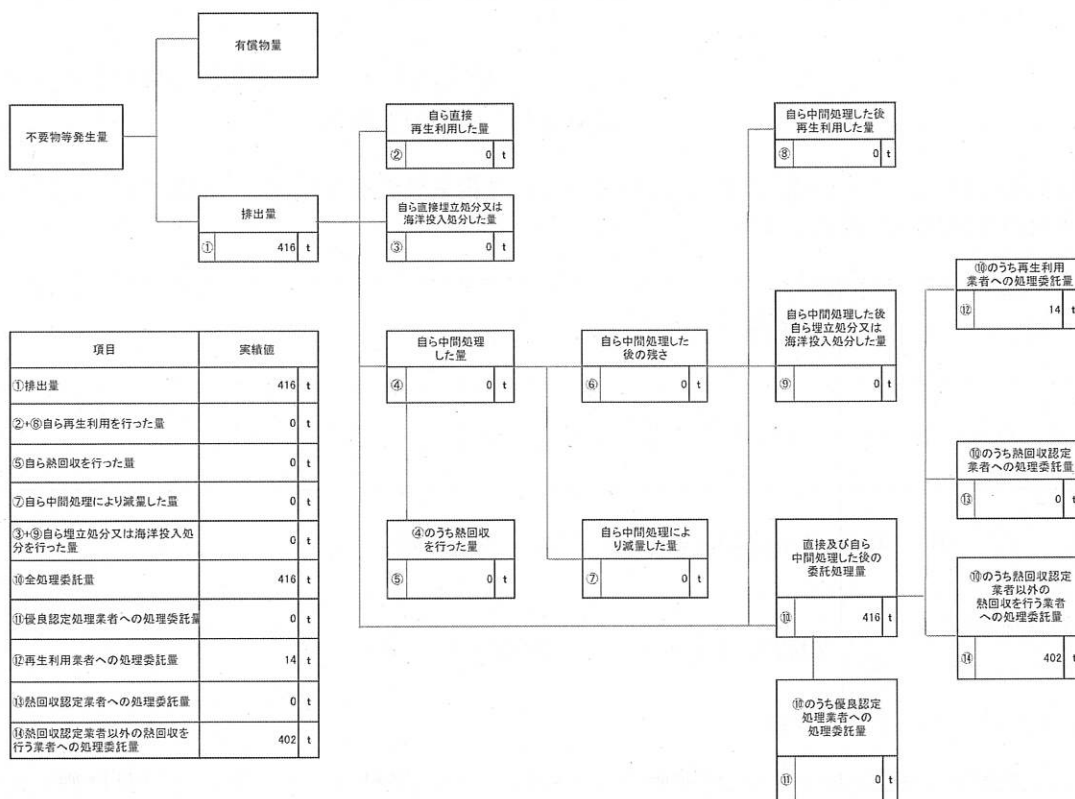 有償物量
不要物等発生量
排出量
① 416 t
自ら直接
再生利用した量
② 0 t
自ら直接埋立処分又は
海洋投入処分した量
③ 0 t
自ら中間処理
した量
④ 0 t
④のうち熱回収
を行った量
⑤ 0 t
自ら中間処理した
後の残さ
⑥ 0 t
自ら中間処理によ
り減量した量
⑦ 0 t
自ら中間処理した後
再生利用した量
⑧ 0 t
自ら中間処理した後
自ら埋立処分又は
海洋投入処分した量
⑨ 0 t
直接及び自ら
中間処理した後の
委託処理量
⑩ 416 t
⑩のうち優良認定
処理業者への
処理委託量
⑪ 0 t
⑩のうち再生利用
業者への処理委託量
⑫ 14 t
⑩のうち熱回収認定
業者への処理委託量
⑬ 0 t
⑩のうち熱回収認定
業者以外の
熱回収を行う業者
への処理委託量
⑭ 402 t
項目 実績値
①排出量 416 t
②+⑧自ら再生利用を行った量 0 t
⑤自ら熱回収を行った量 0 t
⑦自ら中間処理により減量した量 0 t
③+⑨自ら埋立処分又は海洋投入処
分を行った量 0 t
⑩全処理委託量 416 t
⑪優良認定処理業者への処理委託量 0 t
⑫再生利用業者への処理委託量 14 t
⑬熱回収認定業者への処理委託量 0 t
⑭熱回収認定業者以外の熱回収を
行う業者への処理委託量 402 t